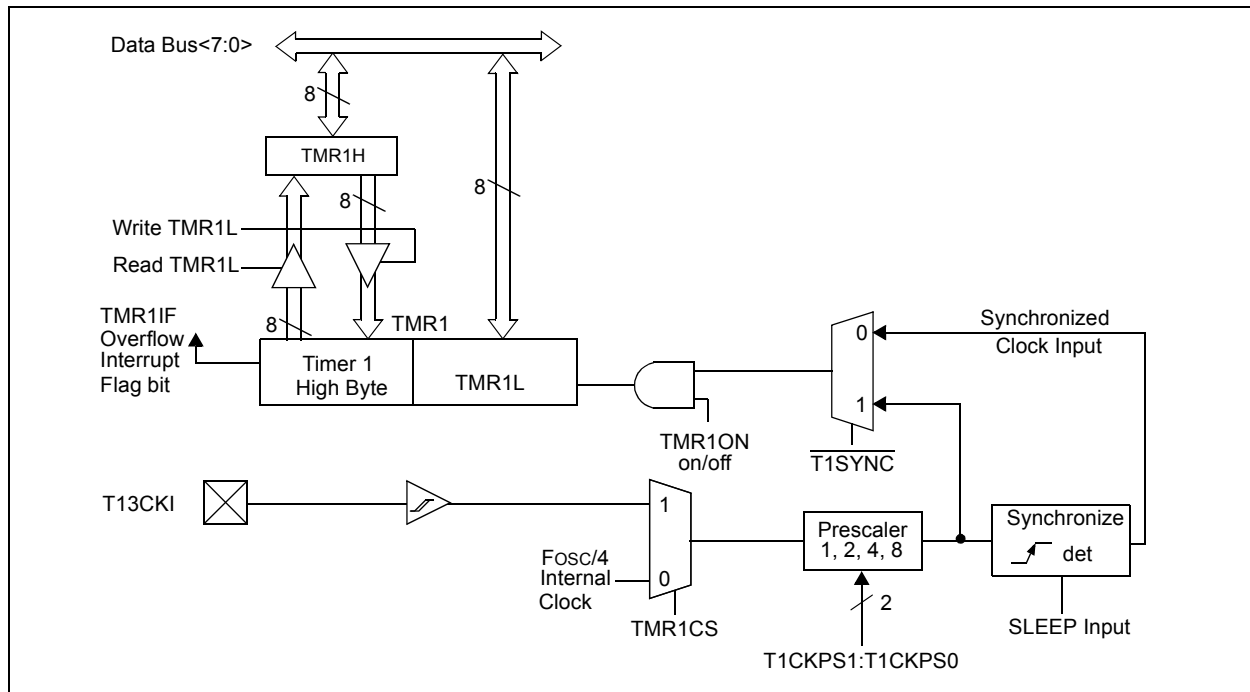 Data Bus<7:0>
8
TMR1H
8
8
Write TMR1L
Read TMR1L
TMR1IF
Overflow
Interrupt
Flag bit
8
TMR1
Timer 1
High Byte
TMR1L
TMR1ON
on/off
0
1
T1SYNC
Synchronized
Clock Input
T13CKI
1
0
FOSC/4
Internal
Clock
TMR1CS
Prescaler
1, 2, 4, 8
2
T1CKPS1:T1CKPS0
Synchronize
det
SLEEP Input